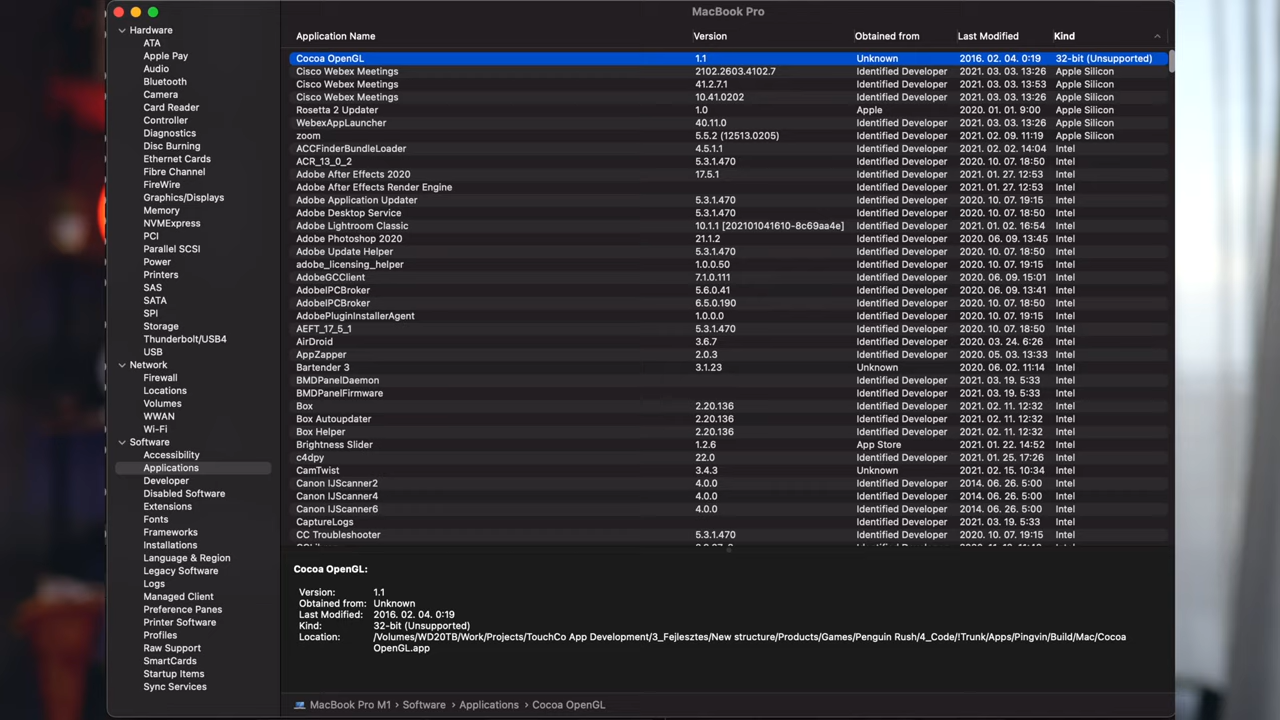 MacBook Pro
Hardware
ATA
Apple Pay
Audio
Bluetooth
Camera
Card Reader
Controller
Diagnostics
Disc Burning
Ethernet Cards
Fibre Channel
FireWire
Graphics/Displays
Memory
NVMExpress
PCI
Parallel SCSI
Power
Printers
SAS
SATA
SPI
Storage
Thunderbolt/USB4
USB
Network
Firewall
Locations
Volumes
WWAN
Wi-Fi
Software
Accessibility
Applications
Developer
Disabled Software
Extensions
Fonts
Frameworks
Installations
Language & Region
Legacy Software
Logs
Managed Client
Preference Panes
Printer Software
Profiles
Raw Support
SmartCards
Startup Items
Sync Services
Application Name Version Obtained from Last Modified Kind
Cocoa OpenGL 1.1 Unknown 2016. 02. 04. 0:19 32-bit (Unsupported)
Cisco Webex Meetings 2102.2603.4102.7 Identified Developer 2021. 03. 03. 13:26 Apple Silicon
Cisco Webex Meetings 41.2.7.1 Identified Developer 2021. 03. 03. 13:53 Apple Silicon
Cisco Webex Meetings 10.41.0202 Identified Developer 2021. 03. 03. 13:26 Apple Silicon
Rosetta 2 Updater 1.0 Apple 2020. 01. 01. 9:00 Apple Silicon
WebexAppLauncher 40.11.0 Identified Developer 2021. 03. 03. 13:26 Apple Silicon
zoom 5.5.2 (12513.0205) Identified Developer 2021. 02. 09. 11:19 Apple Silicon
ACCFinderBundleLoader 4.5.1.1 Identified Developer 2021. 02. 02. 14:04 Intel
ACR_13_0_2 5.3.1.470 Identified Developer 2020. 10. 07. 18:50 Intel
Adobe After Effects 2020 17.5.1 Identified Developer 2021. 01. 27. 12:53 Intel
Adobe After Effects Render Engine Identified Developer 2021. 01. 27. 12:53 Intel
Adobe Application Updater 5.3.1.470 Identified Developer 2020. 10. 07. 19:15 Intel
Adobe Desktop Service 5.3.1.470 Identified Developer 2020. 10. 07. 19:15 Intel
Adobe Lightroom Classic 10.1.1 [202101041610-8c69aa4e] Identified Developer 2021. 01. 02. 16:54 Intel
Adobe Photoshop 2020 21.1.2 Identified Developer 2020. 06. 09. 13:45 Intel
Adobe Update Helper 5.3.1.470 Identified Developer 2020. 10. 07. 18:50 Intel
adobe_licensing_helper 1.0.0.50 Identified Developer 2020. 10. 07. 19:15 Intel
AdobeGCClient 7.1.0.111 Identified Developer 2020. 06. 09. 15:01 Intel
AdobeIPCBroker 5.6.0.41 Identified Developer 2020. 06. 09. 13:41 Intel
AdobeIPCBroker 6.5.0.190 Identified Developer 2020. 10. 07. 18:50 Intel
AdobePluginInstallerAgent 1.0.0.0 Identified Developer 2020. 10. 07. 19:15 Intel
AEFT_17_5_1 5.3.1.470 Identified Developer 2020. 10. 07. 18:50 Intel
AirDroid 3.6.7 Identified Developer 2020. 03. 24. 6:26 Intel
AppZapper 2.0.3 Identified Developer 2020. 05. 03. 13:33 Intel
Bartender 3 3.1.23 Unknown 2020. 06. 02. 11:14 Intel
BMDPanelDaemon Identified Developer 2021. 03. 19. 5:33 Intel
BMDPanelFirmware Identified Developer 2021. 03. 19. 5:33 Intel
Box 2.20.136 Identified Developer 2021. 02. 11. 12:32 Intel
Box Autoupdater 2.20.136 Identified Developer 2021. 02. 11. 12:32 Intel
Box Helper 2.20.136 Identified Developer 2021. 02. 11. 12:32 Intel
Brightness Slider 1.2.6 App Store 2021. 01. 22. 14:52 Intel
c4dpy 22.0 Identified Developer 2021. 01. 25. 17:26 Intel
CamTwist 3.4.3 Unknown 2021. 02. 15. 10:34 Intel
Canon IJScanner2 4.0.0 Identified Developer 2014. 06. 26. 5:00 Intel
Canon IJScanner4 4.0.0 Identified Developer 2014. 06. 26. 5:00 Intel
Canon IJScanner6 4.0.0 Identified Developer 2014. 06. 26. 5:00 Intel
CaptureLogs Identified Developer 2021. 03. 19. 5:33 Intel
CC Troubleshooter 5.3.1.470 Identified Developer 2020. 10. 07. 19:15 Intel
Cocoa OpenGL:
Version: 1.1
Obtained from: Unknown
Last Modified: 2016. 02. 04. 0:19
Kind: 32-bit (Unsupported)
Location: /Volumes/WD20TB/Work/Projects/TouchCo App Development/3_Fejlesztes/New structure/Products/Games/Penguin Rush/4_Code/!Trunk/Apps/Pingvin/Build/Mac/Cocoa
OpenGL.app
MacBook Pro M1 › Software › Applications › Cocoa OpenGL